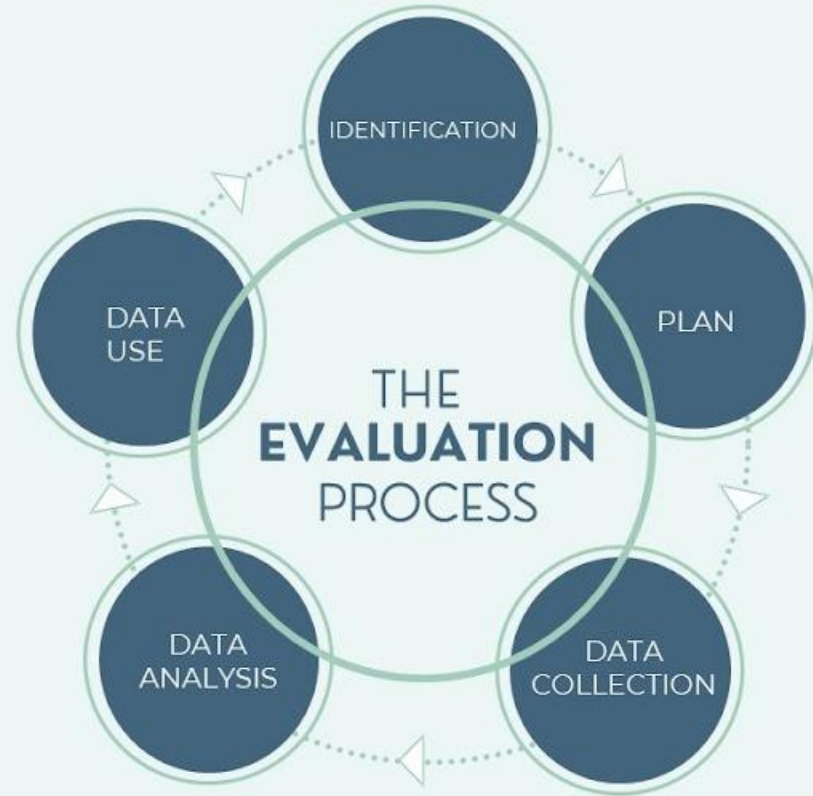 IDENTIFICATION
PLAN
DATA
COLLECTION
DATA
ANALYSIS
DATA
USE
THE
EVALUATION
PROCESS